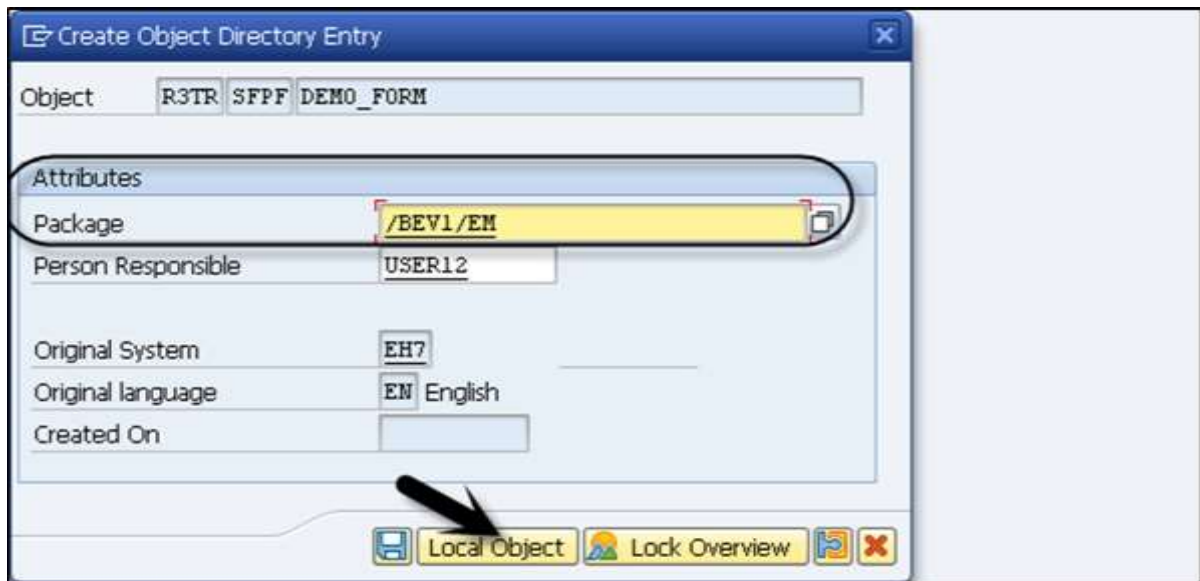 Create Object Directory Entry
Object R3TR SFPF DEMO_FORM
Attributes
Package /BEV1/EM
Person Responsible USER12
Original System EH7
Original language EN English
Created On
Local Object Lock Overview